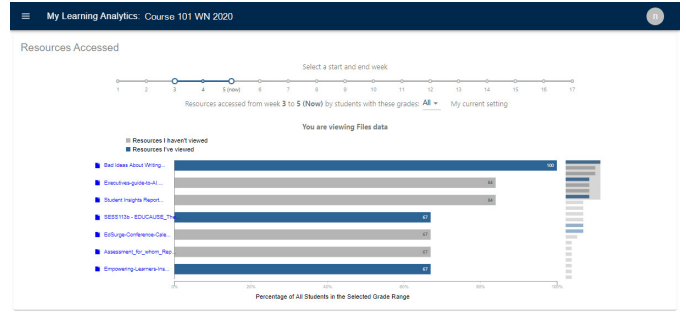 My Learning Analytics: Course 101 WN 2020
n
Resources Accessed
Select a start and end week
1 2 3 4 5 (now) 6 7 8 9 10 11 12 13 14 15 16 17
Resources accessed from week 3 to 5 (Now) by students with these grades: All My current setting
You are viewing Files data
Resources I haven't viewed
Resources I've viewed
Bad Ideas About Writing... 100
Executives-guide-to-AI... 84
Student Insights Report... 84
SESS113b - EDUCAUSE_The 67
EdSurge-Conference-Cale... 67
Assessment_for_whom_Rep... 67
Empowering-Learners-Ins... 67
0% 20% 40% 60% 80% 100%
Percentage of All Students in the Selected Grade Range